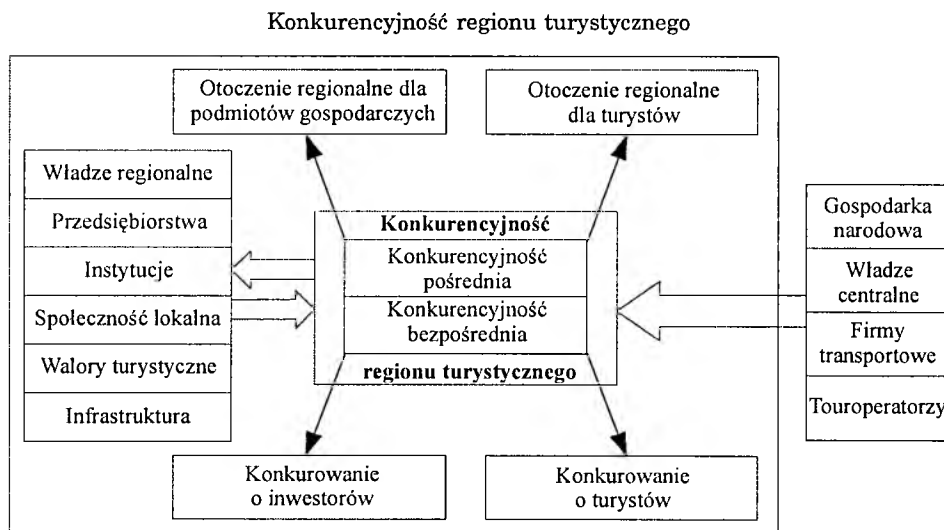 Konkurencyjność regionu turystycznego
Otoczenie regionalne dla
podmiotów gospodarczych
Otoczenie regionalne
dla turystów
Władze regionalne
Przedsiębiorstwa
Instytucje
Społeczność lokalna
Walory turystyczne
Infrastruktura
Konkurencyjność
Konkurencyjność
pośrednia
Konkurencyjność
bezpośrednia
regionu turystycznego
Gospodarka
narodowa
Władze
centralne
Firmy
transportowe
Touroperatorzy
Konkurowanie
o inwestorów
Konkurowanie
o turystów